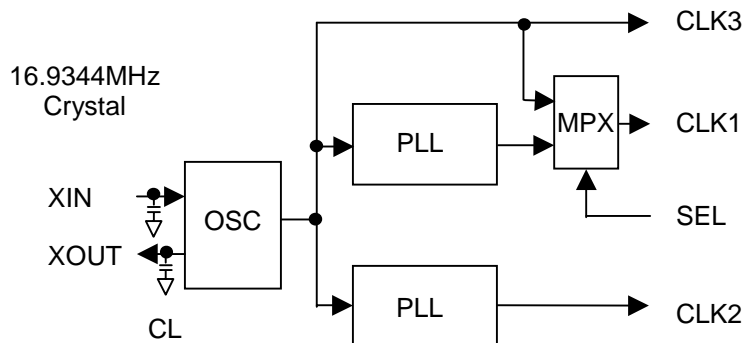 CLK3
16.9344MHz
Crystal
PLL
MPX
CLK1
XIN
OSC
SEL
XOUT
PLL
CLK2
CL